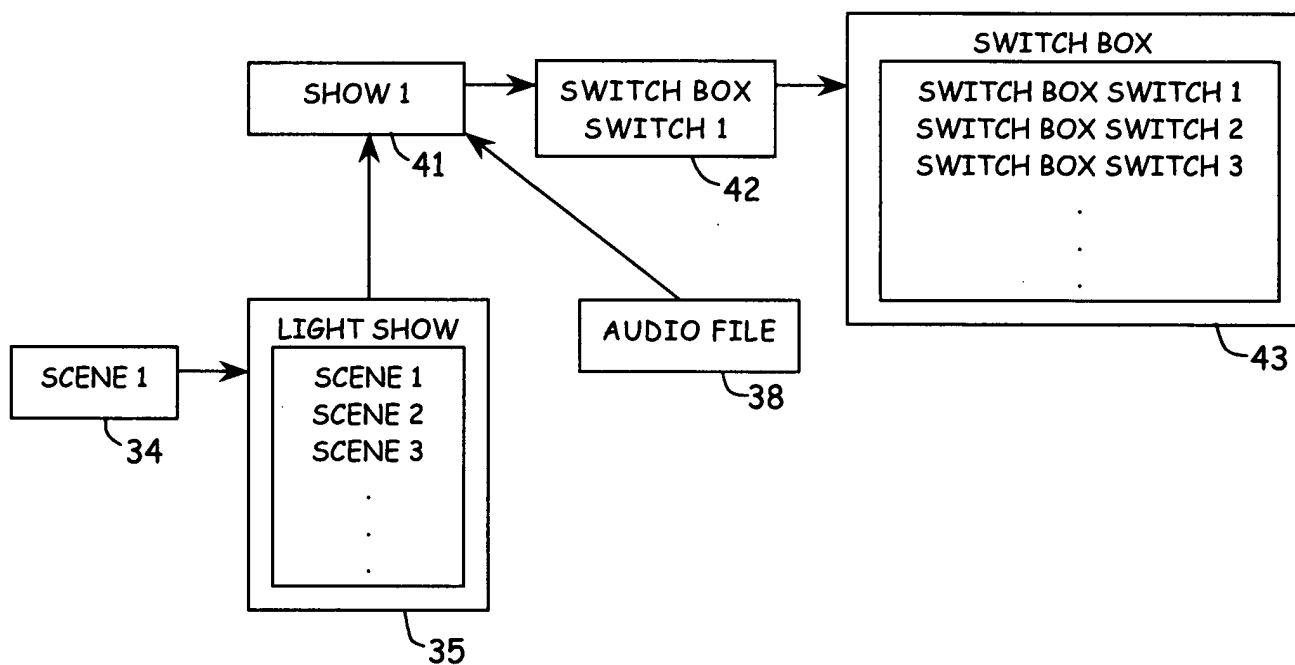 SWITCH BOX
SWITCH BOX SWITCH 1
SWITCH BOX SWITCH 2
SWITCH BOX SWITCH 3
.
.
.
43
SHOW 1
41
SWITCH BOX
SWITCH 1
42
LIGHT SHOW
SCENE 1
SCENE 2
SCENE 3
.
.
.
35
AUDIO FILE
38
SCENE 1
34